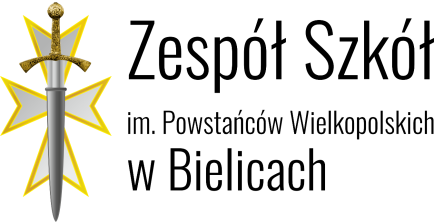 Zespół Szkół
im. Powstańców Wielkopolskich
w Bielicach